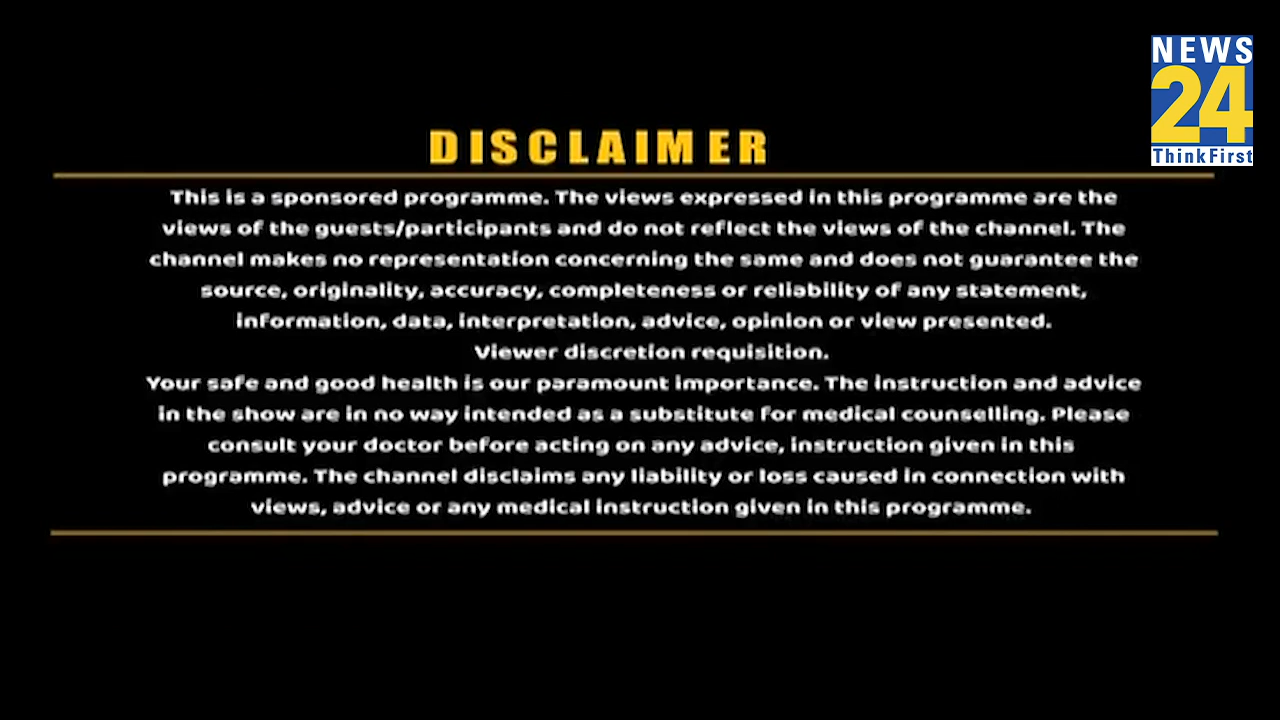 NEWS
24
ThinkFirst
DISCLAIMER
This is a sponsored programme. The views expressed in this programme are the
views of the guests/participants and do not reflect the views of the channel. The
channel makes no representation concerning the same and does not guarantee the
source, originality, accuracy, completeness or reliability of any statement,
information, data, interpretation, advice, opinion or view presented.
Viewer discretion requisition.
Your safe and good health is our paramount importance. The instruction and advice
in the show are in no way intended as a substitute for medical counselling. Please
consult your doctor before acting on any advice, instruction given in this
programme. The channel disclaims any liability or loss caused in connection with
views, advice or any medical instruction given in this programme.